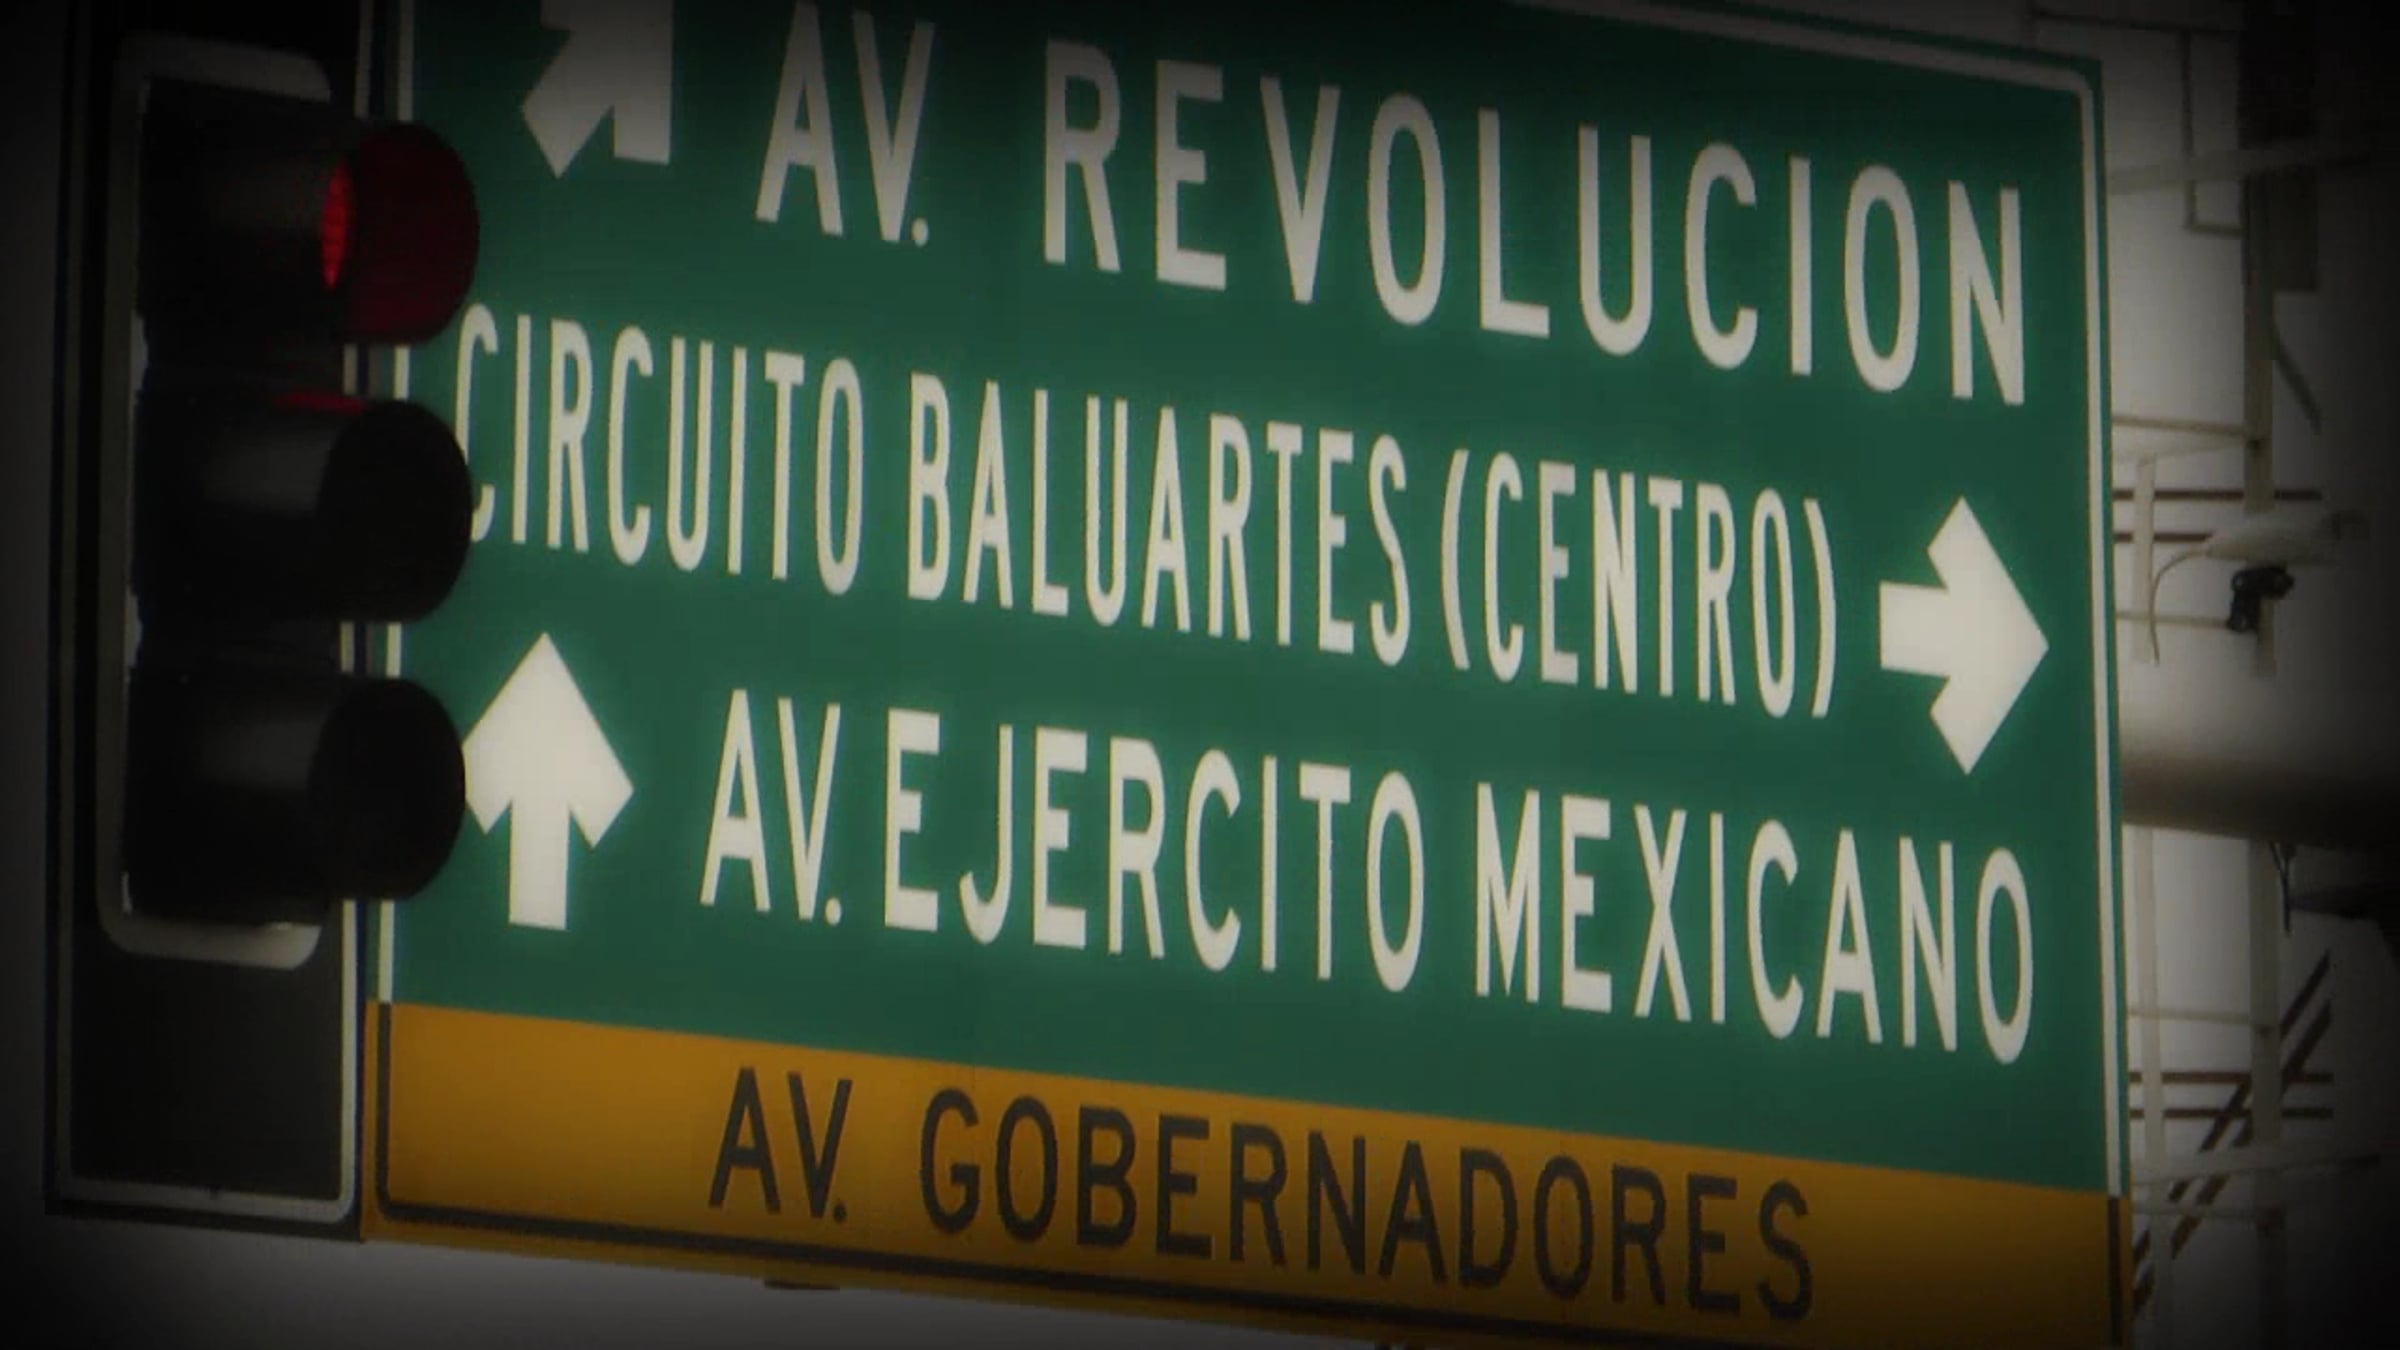 AV. REVOLUCION
CIRCUITO BALUARTES (CENTRO)
AV. EJERCITO MEXICANO
AV. GOBERNADORES